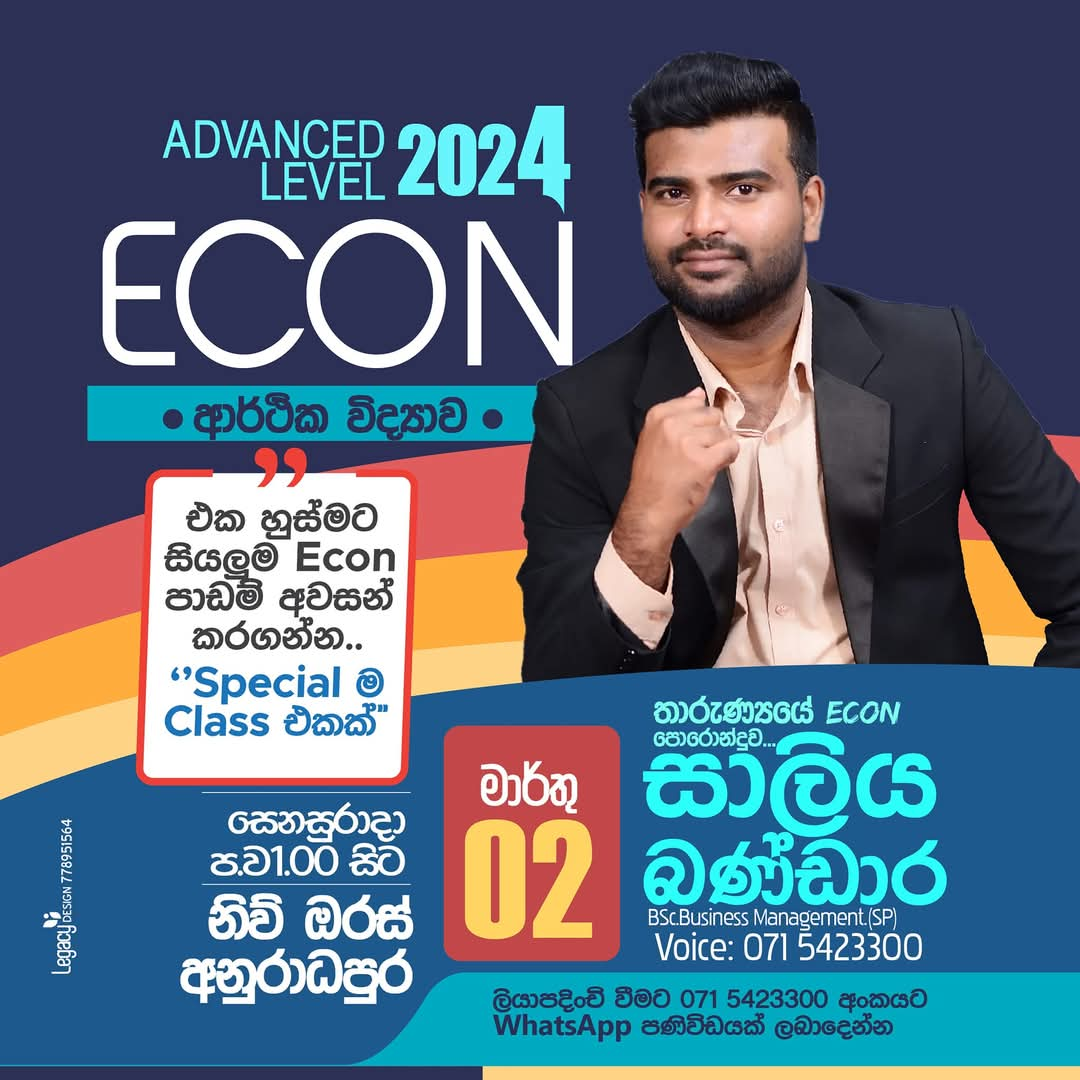 ADVANCED
LEVEL 2024
ECON
• ආර්ථික විද්‍යාව •
”
එක හුස්මට
සියලුම Econ
පාඩම් අවසන්
කරගන්න..
‘’Special ම
Class එකක්"
සෙනසුරාදා
ප.ව1.00 සිට
නිව් ඔරස්
අනුරාධපුර
මාර්තු
02
තාරුණ්‍යයේ ECON
පොරොන්දුව...
සාලිය
බණ්ඩාර
BSc.Business Management.(SP)
Voice: 071 5423300
ලියාපදිංචි වීමට 071 5423300 අංකයට
WhatsApp පණිවිඩයක් ලබාදෙන්න
Legacy DESIGN 778951564